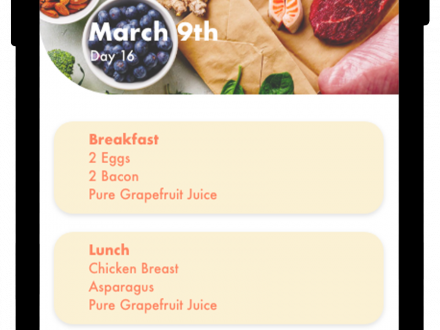 March 9th
Day 16
Breakfast
2 Eggs
2 Bacon
Pure Grapefruit Juice
Lunch
Chicken Breast
Asparagus
Pure Grapefruit Juice